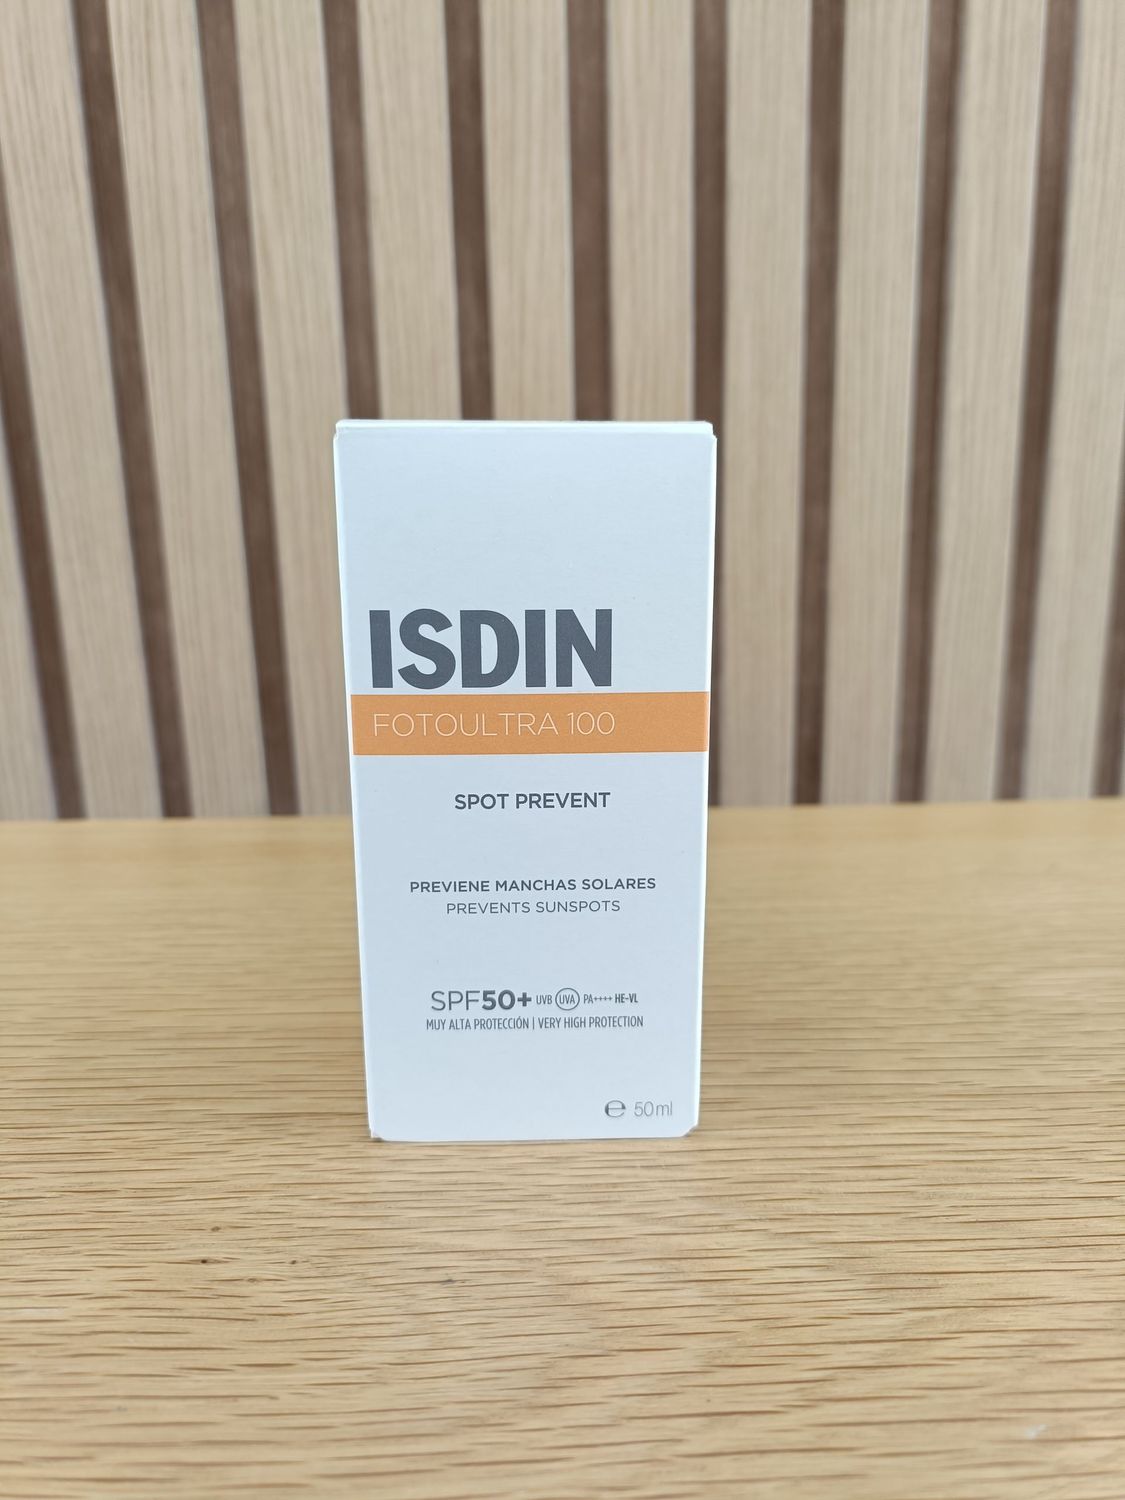 ISDIN
FOTOULTRA 100
SPOT PREVENT
PREVIENE MANCHAS SOLARES
PREVENTS SUNSPOTS
SPF50+ UVB UVA PA++++ HE-VL
MUY ALTA PROTECCIÓN | VERY HIGH PROTECTION
℮ 50ml